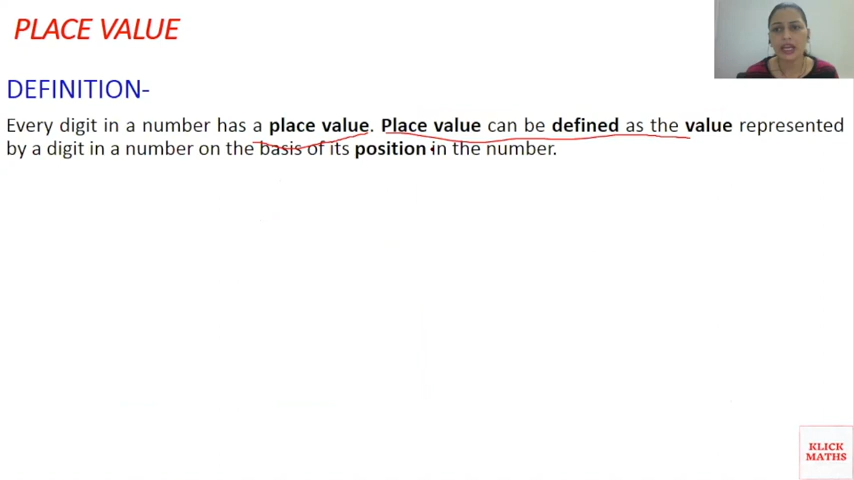 PLACE VALUE
DEFINITION-
Every digit in a number has a place value. Place value can be defined as the value represented
by a digit in a number on the basis of its position in the number.
KLICK
MATHS